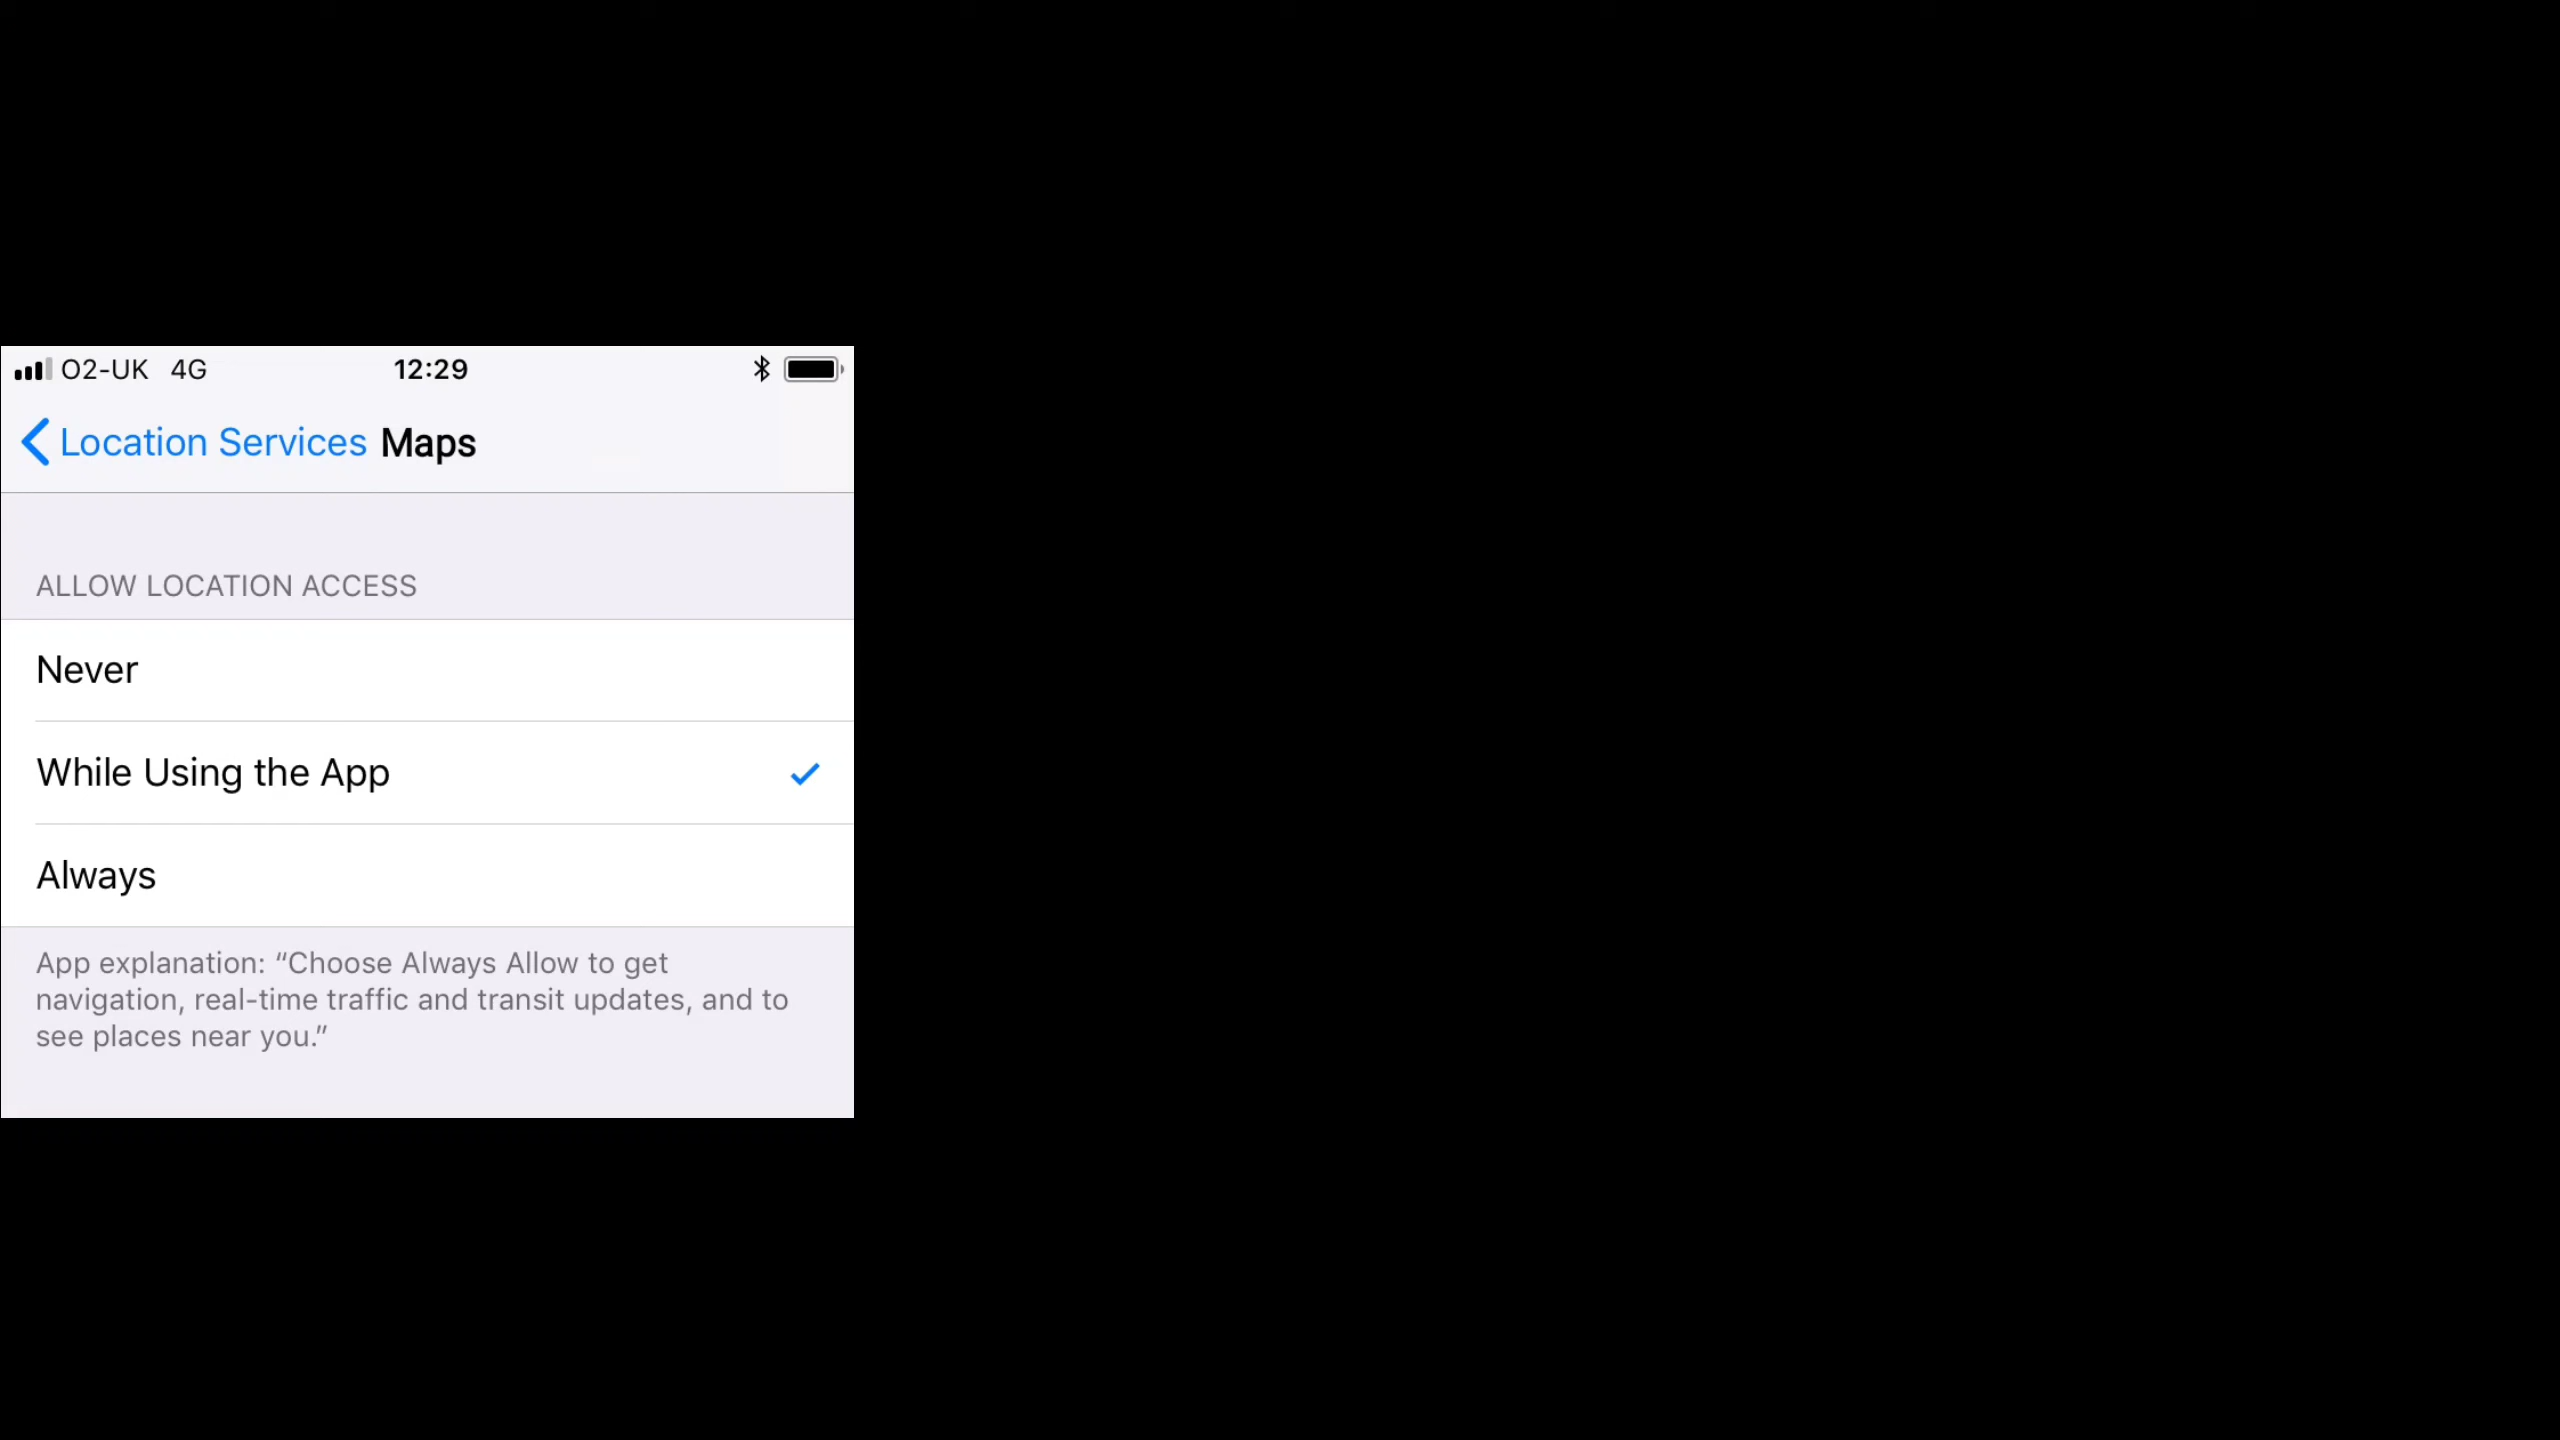 O2-UK 4G 12:29
Location Services Maps
ALLOW LOCATION ACCESS
Never
While Using the App
Always
App explanation: “Choose Always Allow to get
navigation, real-time traffic and transit updates, and to
see places near you.”